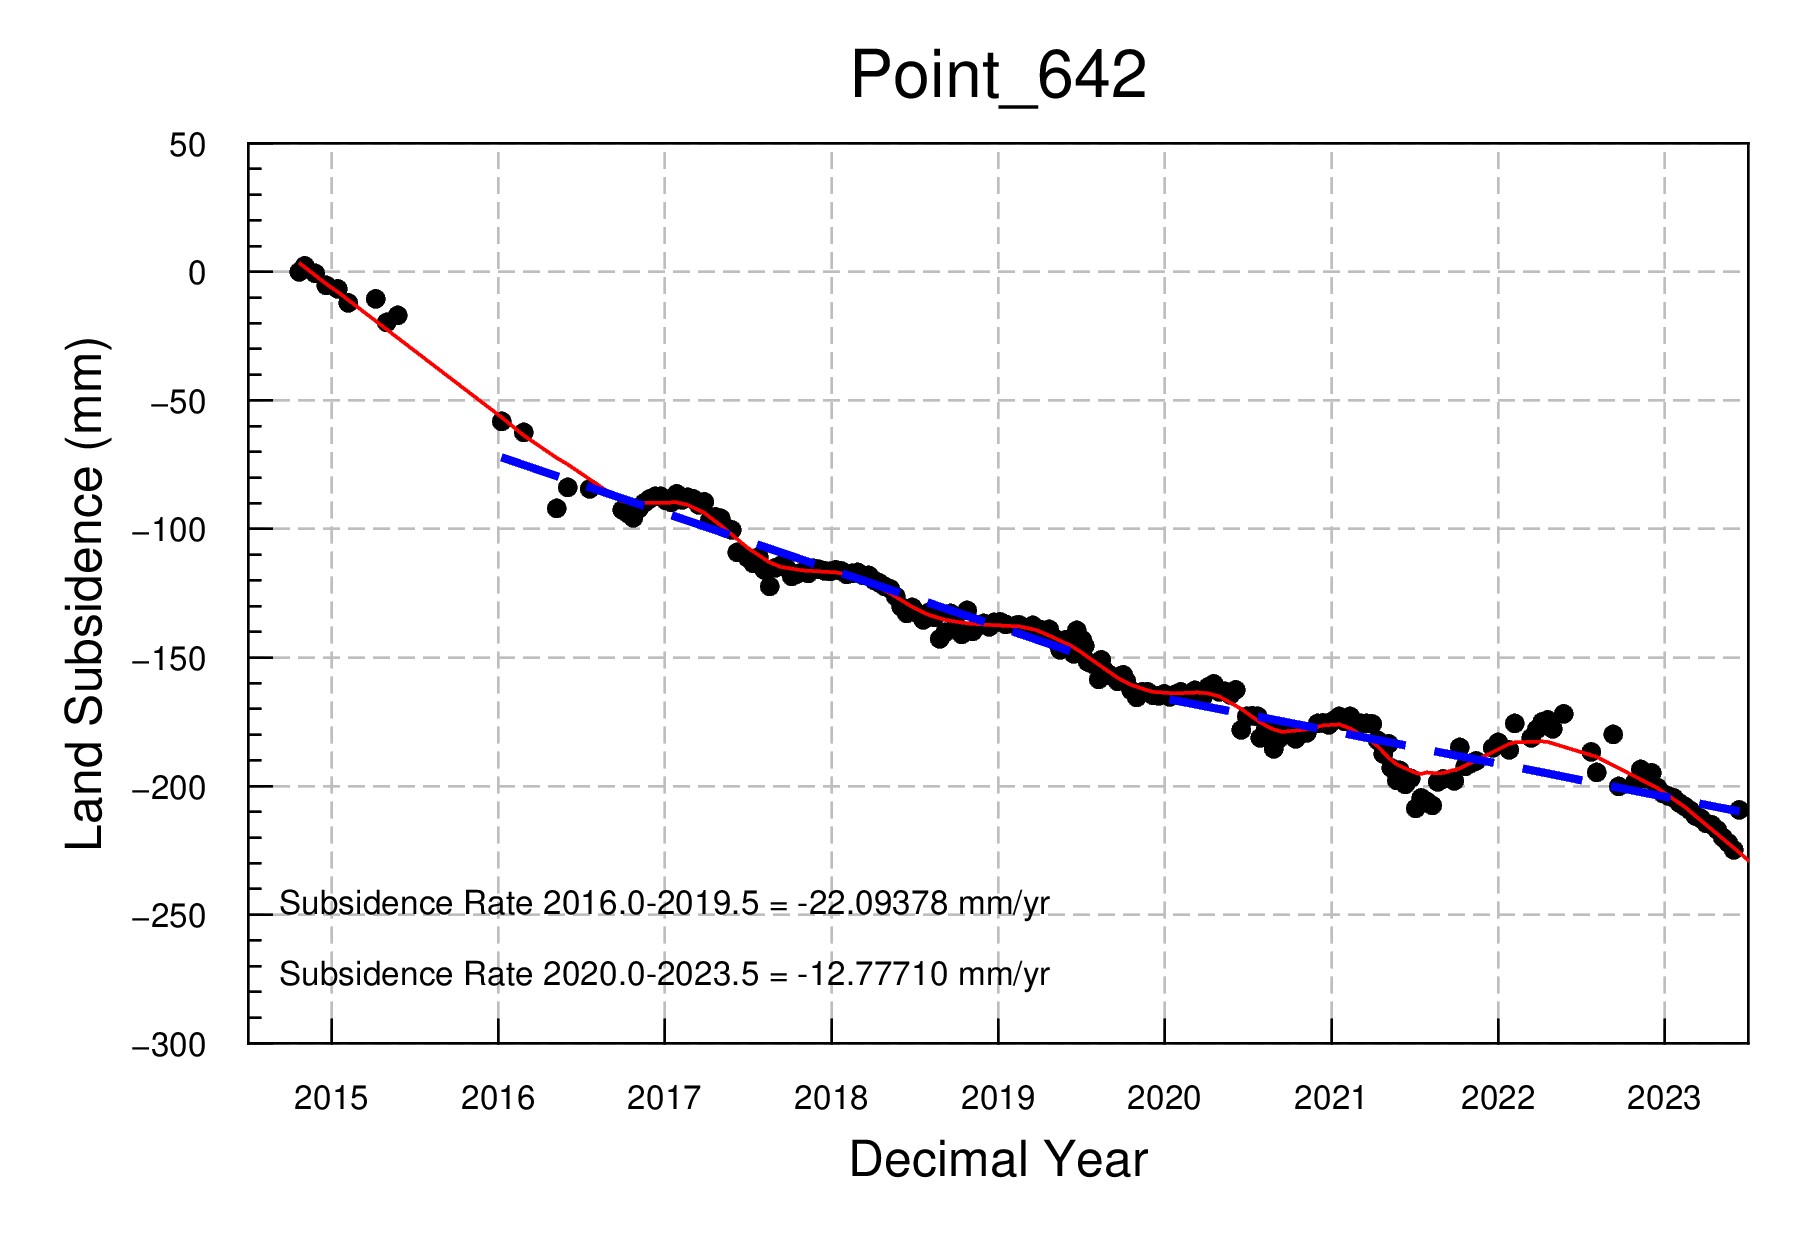 Point_642
50
0
−50
−100
−150
−200
−250
−300
Land Subsidence (mm)
Subsidence Rate 2016.0-2019.5 = -22.09378 mm/yr
Subsidence Rate 2020.0-2023.5 = -12.77710 mm/yr
2015 2016 2017 2018 2019 2020 2021 2022 2023
Decimal Year